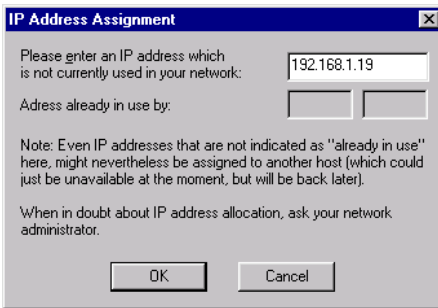 IP Address Assignment
Please enter an IP address which
is not currently used in your network:
192.168.1.19
Adress already in use by:
Note: Even IP addresses that are not indicated as "already in use"
here, might nevertheless be assigned to another host (which could
just be unavailable at the moment, but will be back later).
When in doubt about IP address allocation, ask your network
administrator.
OK
Cancel